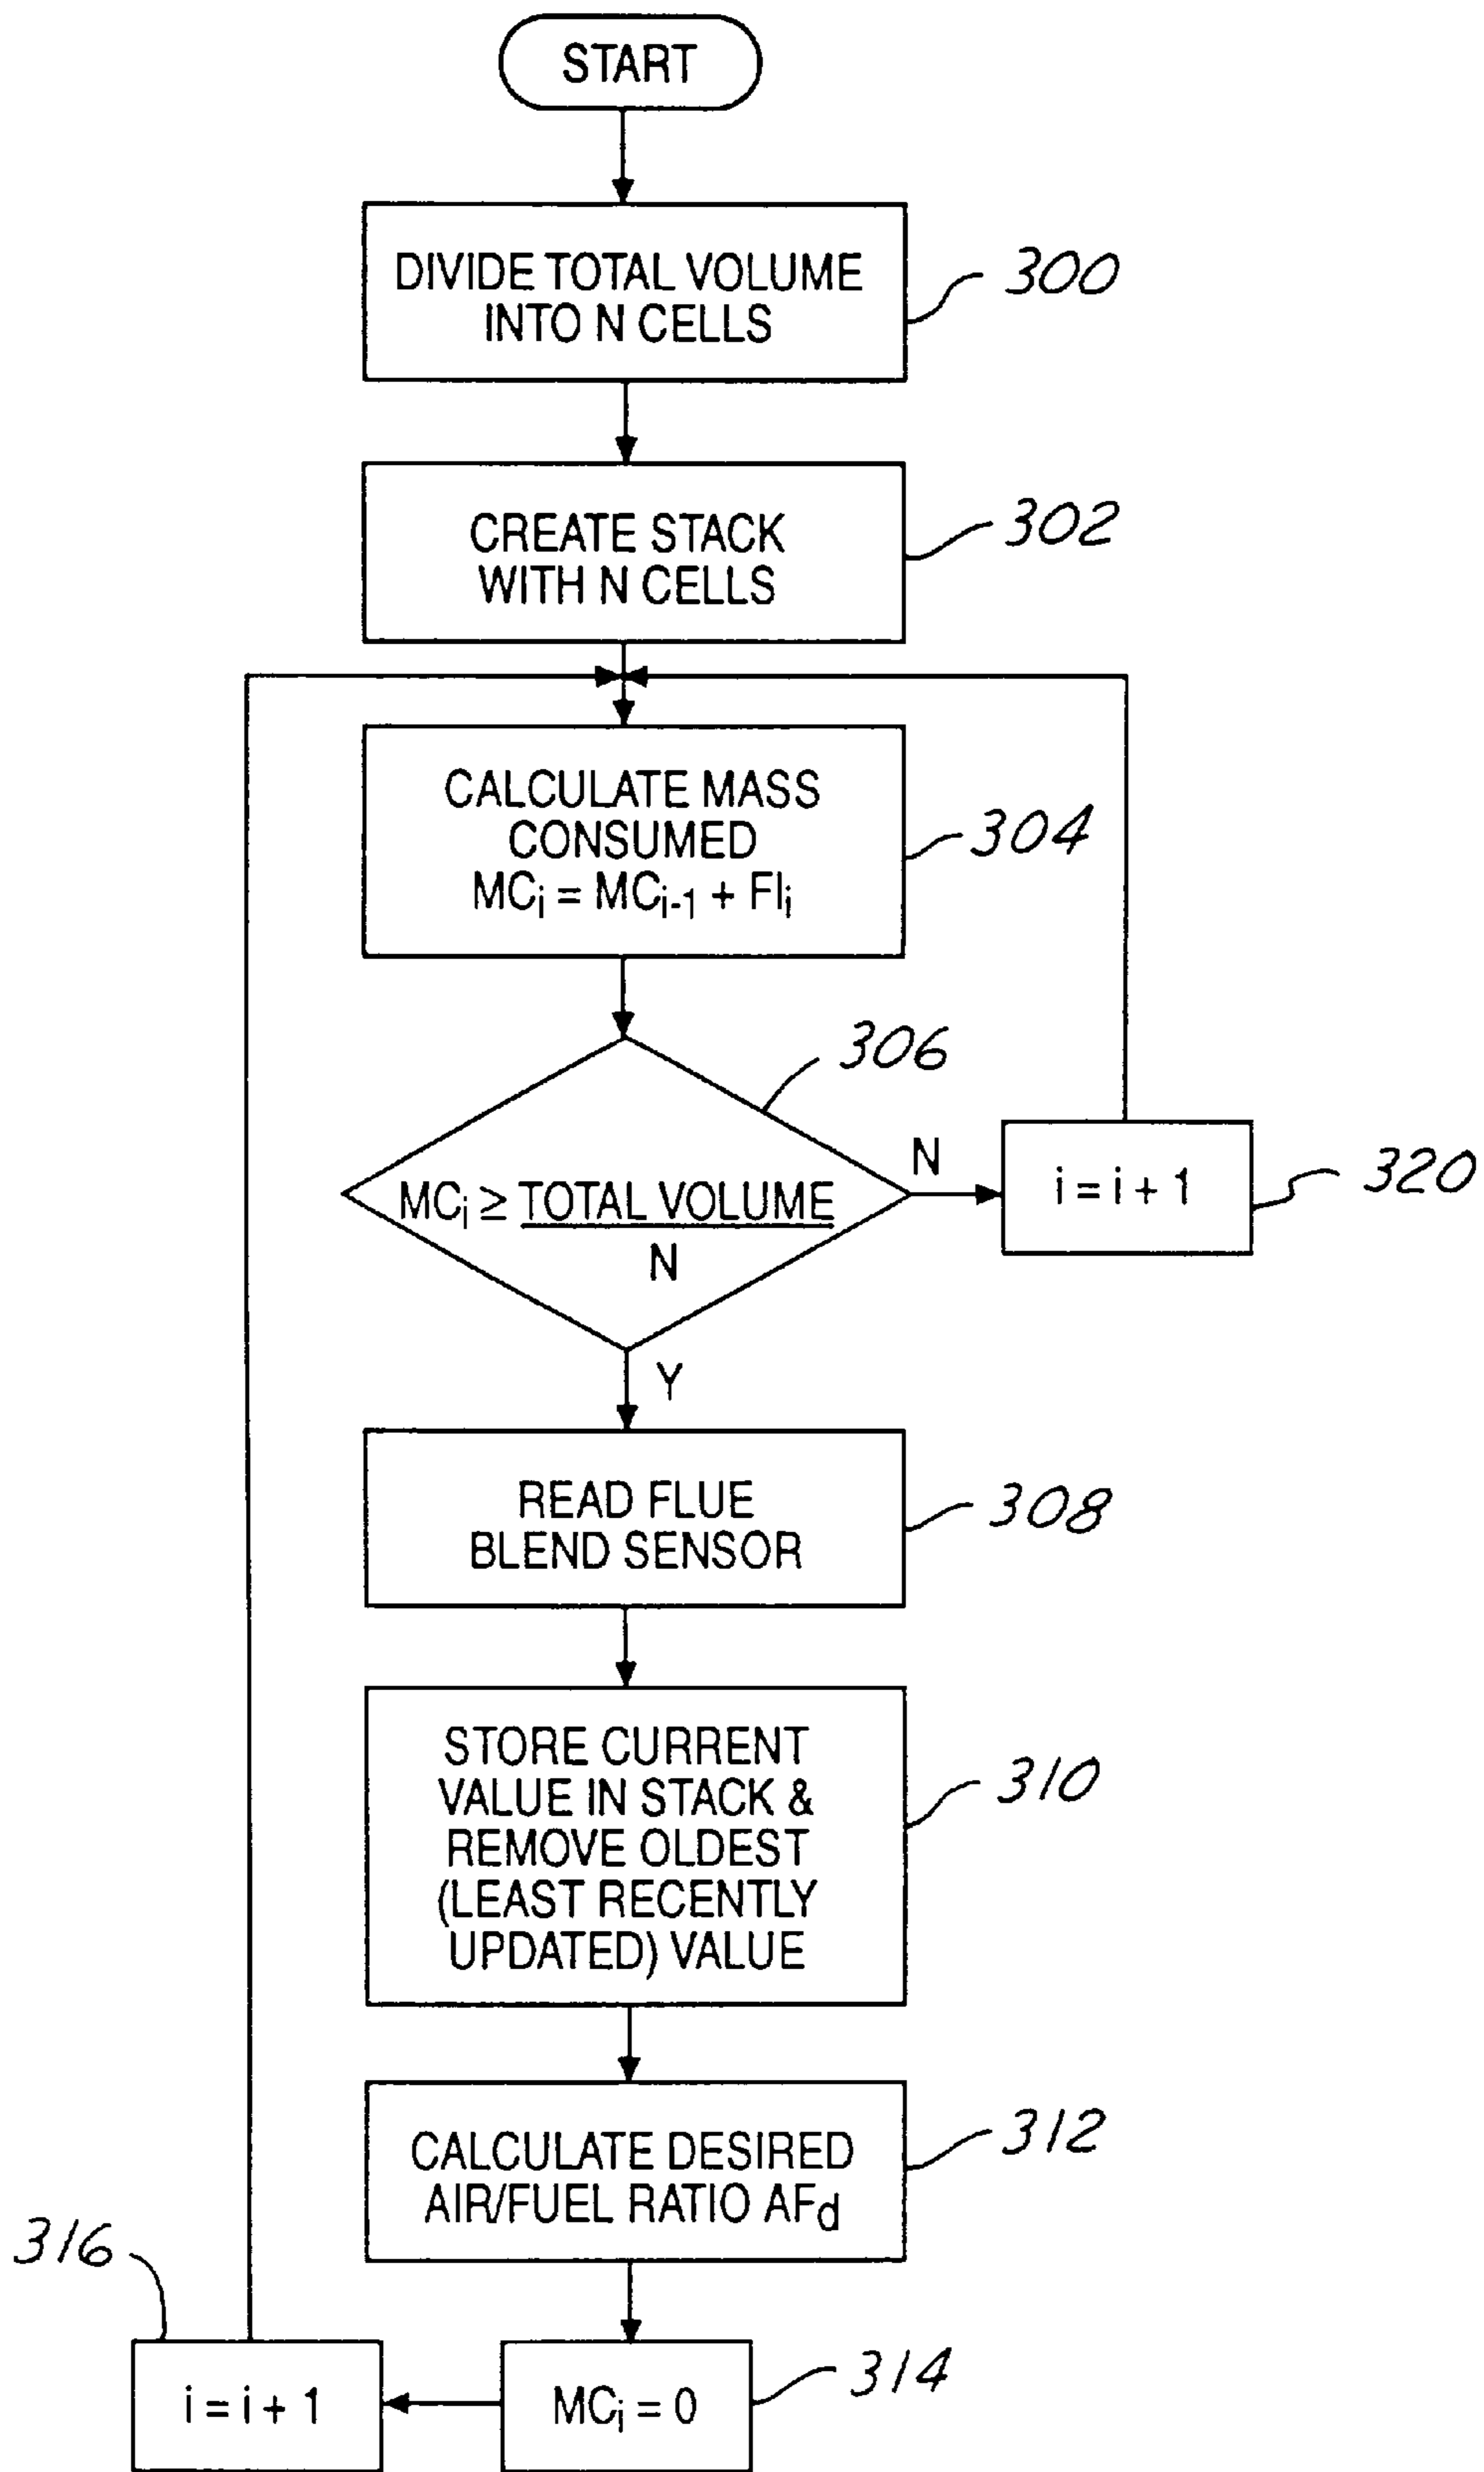 START
DIVIDE TOTAL VOLUME
INTO N CELLS
300
CREATE STACK
WITH N CELLS
302
CALCULATE MASS
CONSUMED
MCi = MCi-1 + FIi
304
306
MCi ≥ TOTAL VOLUME
N
N
i = i + 1
320
Y
READ FLUE
BLEND SENSOR
308
STORE CURRENT
VALUE IN STACK &
REMOVE OLDEST
(LEAST RECENTLY
UPDATED) VALUE
310
CALCULATE DESIRED
AIR/FUEL RATIO AFd
312
316
i = i + 1
MCi = 0
314